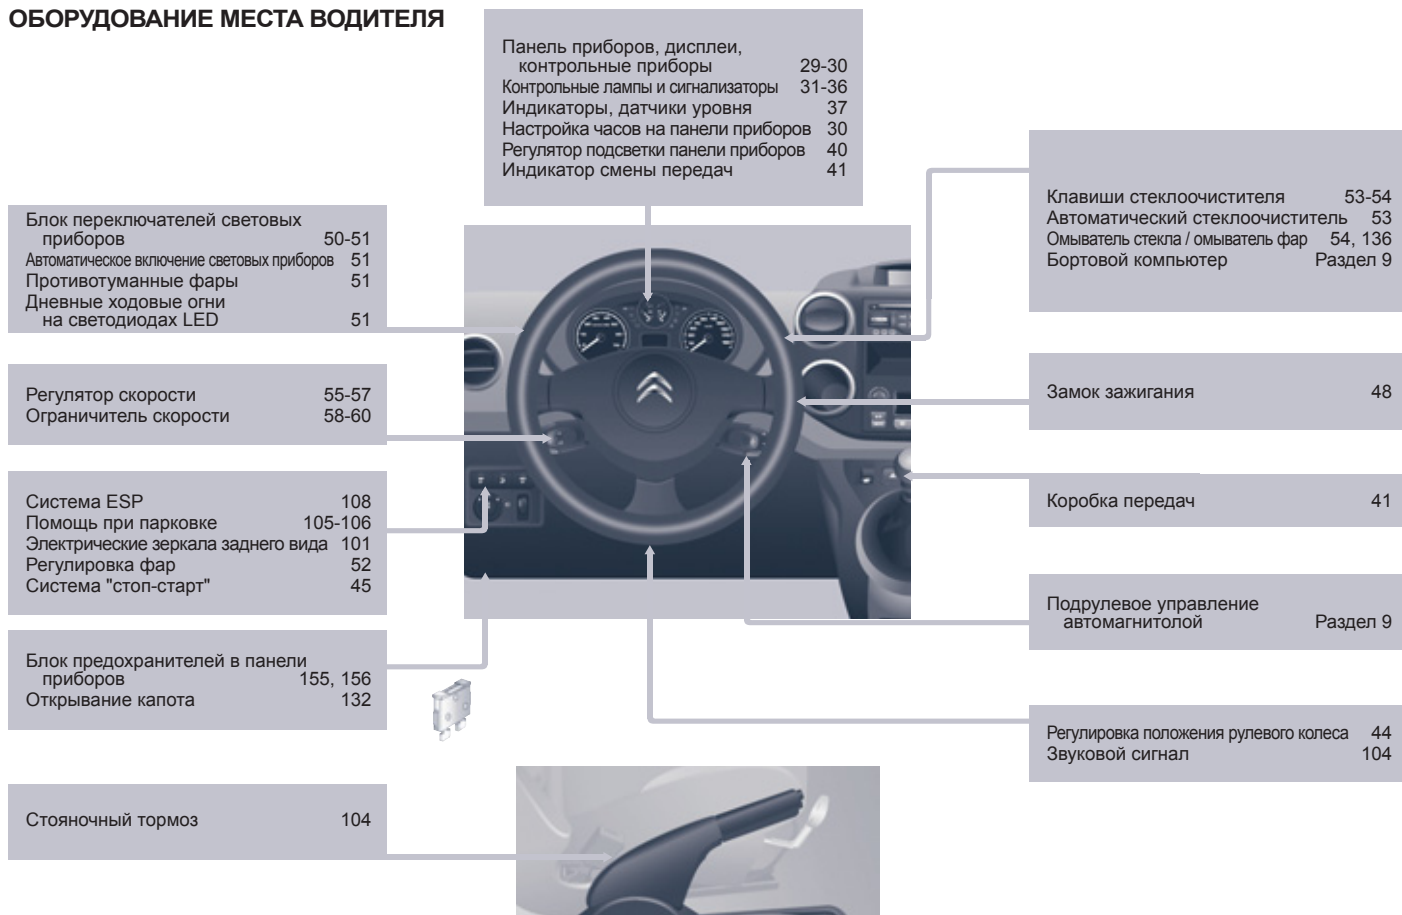 ОБОРУДОВАНИЕ МЕСТА ВОДИТЕЛЯ
Панель приборов, дисплеи,
контрольные приборы 29-30
Контрольные лампы и сигнализаторы 31-36
Индикаторы, датчики уровня 37
Настройка часов на панели приборов 30
Регулятор подсветки панели приборов 40
Индикатор смены передач 41
Блок переключателей световых
приборов 50-51
Автоматическое включение световых приборов 51
Противотуманные фары 51
Дневные ходовые огни
на светодиодах LED 51
Регулятор скорости 55-57
Ограничитель скорости 58-60
Система ESP 108
Помощь при парковке 105-106
Электрические зеркала заднего вида 101
Регулировка фар 52
Система "стоп-старт" 45
Блок предохранителей в панели
приборов 155, 156
Открывание капота 132
Стояночный тормоз 104
Клавиши стеклоочистителя 53-54
Автоматический стеклоочиститель 53
Омыватель стекла / омыватель фар 54, 136
Бортовой компьютер Раздел 9
Замок зажигания 48
Коробка передач 41
Подрулевое управление
автомагнитолой Раздел 9
Регулировка положения рулевого колеса 44
Звуковой сигнал 104